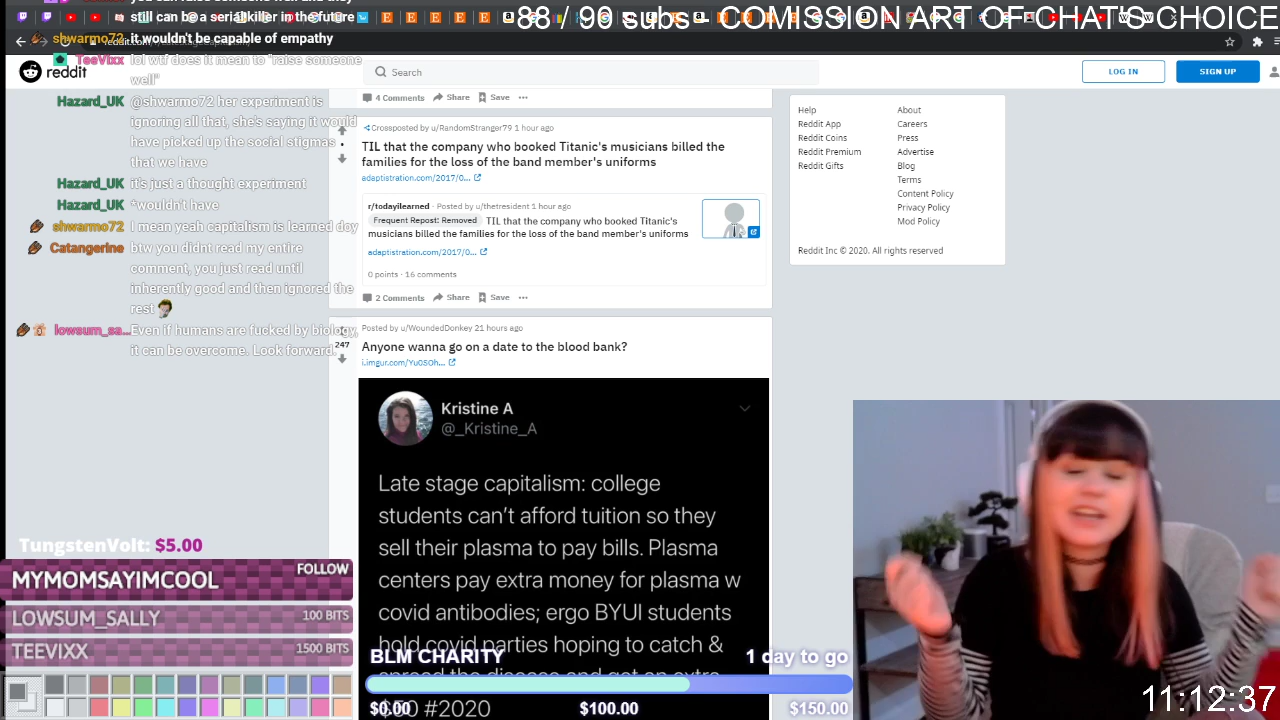 88 / 90 subs - COMISSION ART OF CHAT'S CHOICE
still can be a serial killer in the future
shwarmo72 it wouldn't be capable of empathy
TeeVixx lol wtf does it mean to "raise someone
well"
Hazard_UK @shwarmo72 her experiment is
ignoring all that, she's saying it would
have picked up the social stigmas
that we have
Hazard_UK it's just a thought experiment
Hazard_UK *wouldn't have
shwarmo72 I mean yeah capitalism is learned doy
Catangerine btw you didnt read my entire
comment, you just read until
inherently good and then ignored the
rest
lowsum_sa... Even if humans are fucked by biology,
it can be overcome. Look forward.
TungstenVolt: $5.00
MYMOMSAYIMCOOL FOLLOW
LOWSUM_SALLY 100 BITS
TEEVIXX 1500 BITS
reddit
Search
LOG IN
SIGN UP
4 Comments Share Save
Crossposted by u/RandomStranger79 1 hour ago
TIL that the company who booked Titanic's musicians billed the
families for the loss of the band member's uniforms
adaptistration.com/2017/0...
r/todayilearned · Posted by u/thetresident 1 hour ago
Frequent Repost: Removed TIL that the company who booked Titanic's
musicians billed the families for the loss of the band member's uniforms
adaptistration.com/2017/0...
0 points · 16 comments
2 Comments Share Save
247
Posted by u/WoundedDonkey 21 hours ago
Anyone wanna go on a date to the blood bank?
i.imgur.com/Yu0SOh...
Kristine A
@_Kristine_A
Late stage capitalism: college
students can't afford tuition so they
sell their plasma to pay bills. Plasma
centers pay extra money for plasma w
covid antibodies; ergo BYUI students
hold covid parties hoping to catch &
spread the disease and get an extra
#2020
BLM CHARITY 1 day to go
$0.00 $100.00 $150.00
Help About
Reddit App Careers
Reddit Coins Press
Reddit Premium Advertise
Reddit Gifts Blog
Terms
Content Policy
Privacy Policy
Mod Policy
Reddit Inc © 2020. All rights reserved
11:12:37